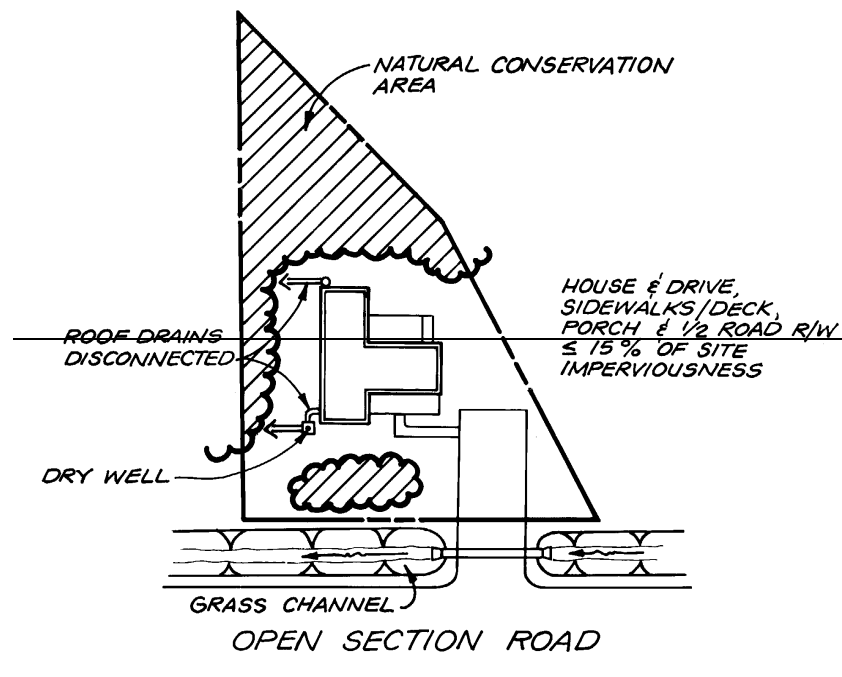 NATURAL CONSERVATION
AREA
HOUSE & DRIVE,
SIDEWALKS/DECK,
PORCH & 1/2 ROAD R/W
≤ 15% OF SITE
IMPERVIOUSNESS
ROOF DRAINS
DISCONNECTED
DRY WELL
GRASS CHANNEL
OPEN SECTION ROAD